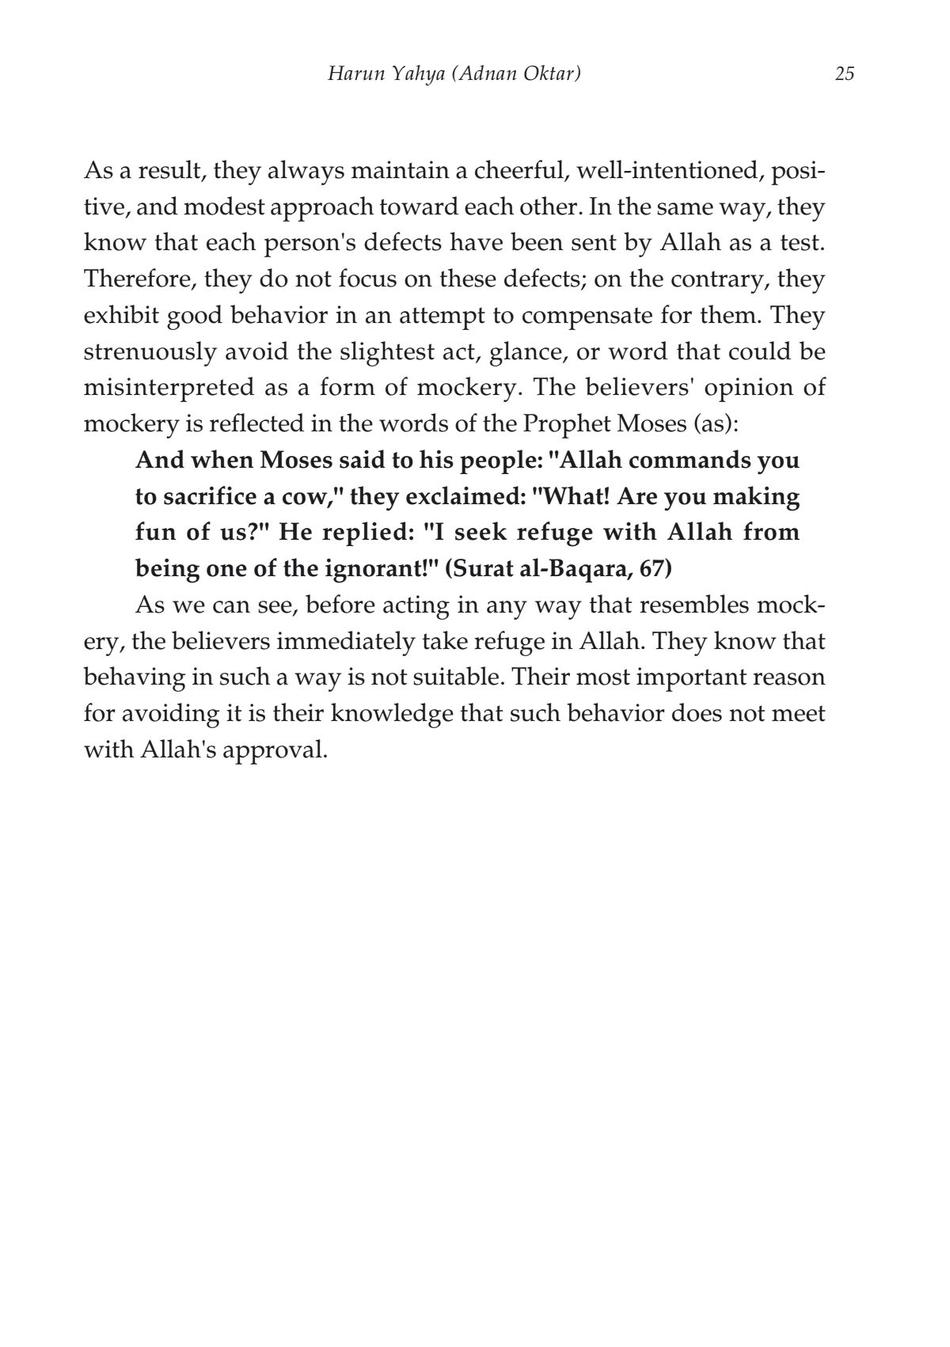 Harun Yahya (Adnan Oktar) 25
As a result, they always maintain a cheerful, well-intentioned, posi-
tive, and modest approach toward each other. In the same way, they
know that each person's defects have been sent by Allah as a test.
Therefore, they do not focus on these defects; on the contrary, they
exhibit good behavior in an attempt to compensate for them. They
strenuously avoid the slightest act, glance, or word that could be
misinterpreted as a form of mockery. The believers' opinion of
mockery is reflected in the words of the Prophet Moses (as):
And when Moses said to his people: "Allah commands you
to sacrifice a cow," they exclaimed: "What! Are you making
fun of us?" He replied: "I seek refuge with Allah from
being one of the ignorant!" (Surat al-Baqara, 67)
As we can see, before acting in any way that resembles mock-
ery, the believers immediately take refuge in Allah. They know that
behaving in such a way is not suitable. Their most important reason
for avoiding it is their knowledge that such behavior does not meet
with Allah's approval.